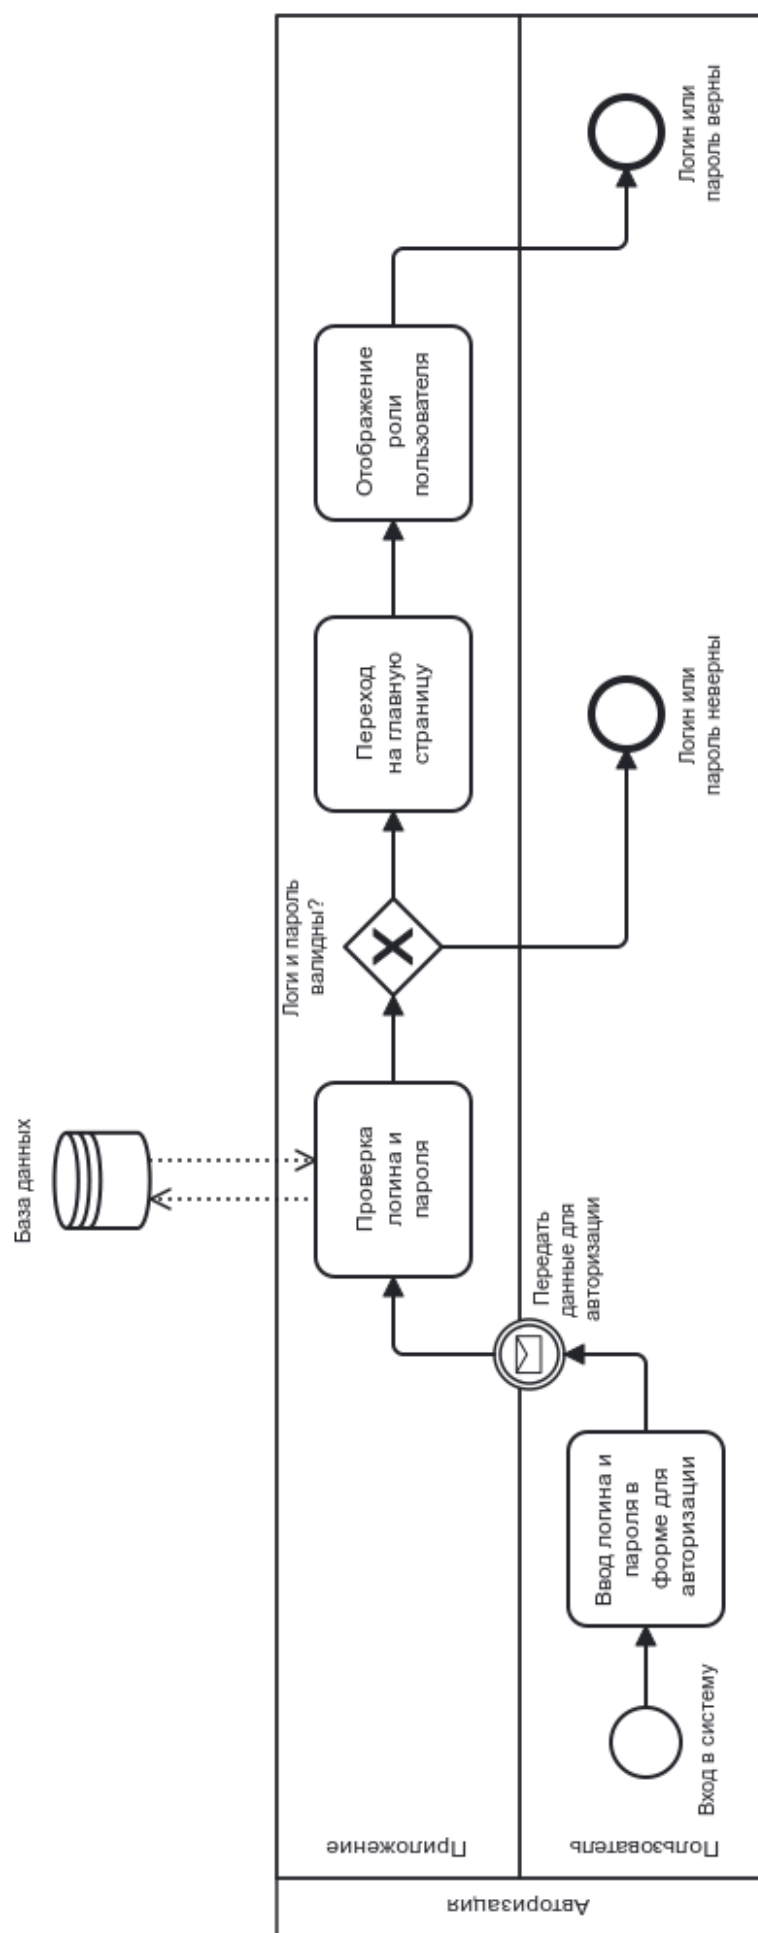 База данных
Авторизация
Приложение
Пользователь
Вход в систему
Ввод логина и
пароля в
форме для
авторизации
Передать
данные для
авторизации
Проверка
логина и
пароля
Логи и пароль
валидны?
Переход
на главную
страницу
Отображение
роли
пользователя
Логин или
пароль неверны
Логин или
пароль верны